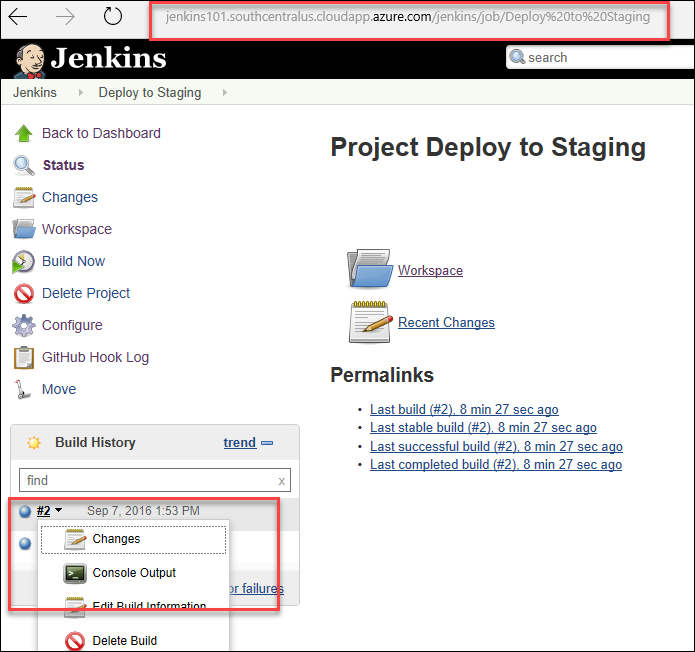 jenkins101.southcentralus.cloudapp.azure.com/jenkins/job/Deploy%20to%20Staging
Jenkins
search
Jenkins
Deploy to Staging
Back to Dashboard
Status
Changes
Workspace
Build Now
Delete Project
Configure
GitHub Hook Log
Move
Project Deploy to Staging
Workspace
Recent Changes
Permalinks
• Last build (#2), 8 min 27 sec ago
• Last stable build (#2), 8 min 27 sec ago
• Last successful build (#2), 8 min 27 sec ago
• Last completed build (#2), 8 min 27 sec ago
Build History
trend
find
x
#2
Sep 7, 2016 1:53 PM
Changes
Console Output
or failures
Edit Build Information
Delete Build